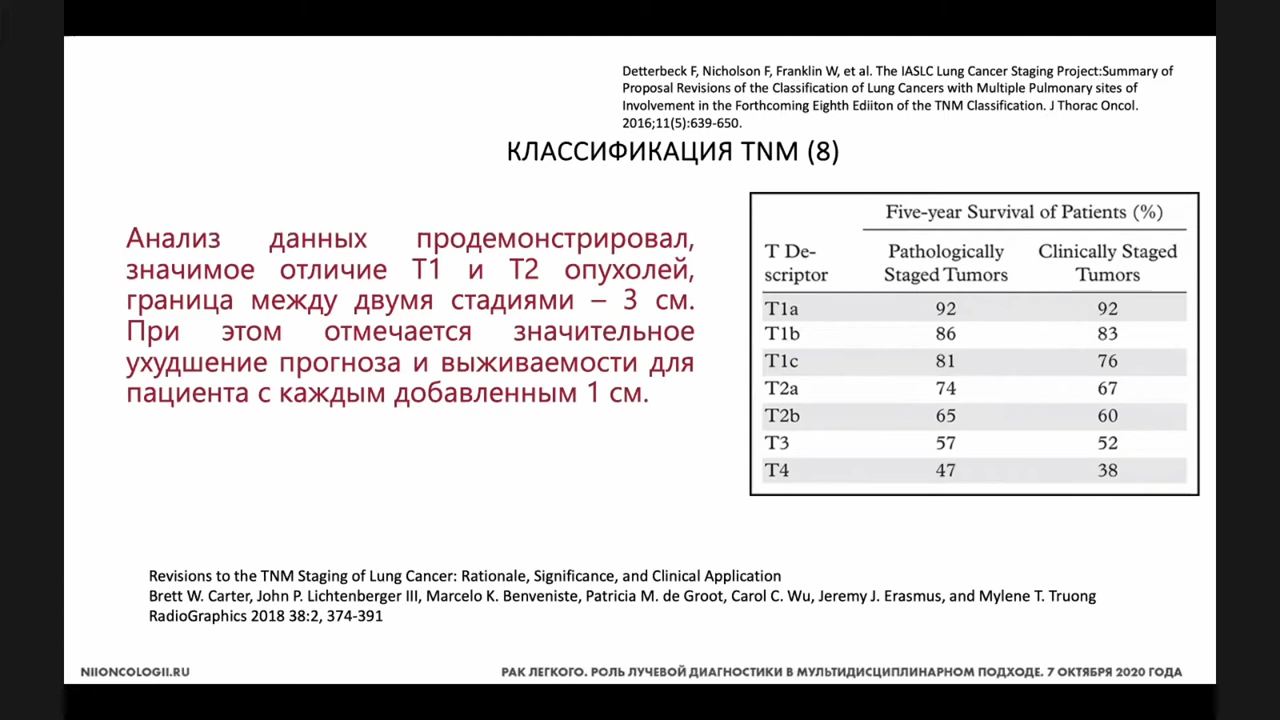 Detterbeck F, Nicholson F, Franklin W, et al. The IASLC Lung Cancer Staging Project:Summary of
Proposal Revisions of the Classification of Lung Cancers with Multiple Pulmonary sites of
Involvement in the Forthcoming Eighth Ediiton of the TNM Classification. J Thorac Oncol.
2016;11(5):639-650.
КЛАССИФИКАЦИЯ TNM (8)
Анализ данных продемонстрировал,
значимое отличие Т1 и Т2 опухолей,
граница между двумя стадиями – 3 см.
При этом отмечается значительное
ухудшение прогноза и выживаемости для
пациента с каждым добавленным 1 см.
Five-year Survival of Patients (%)
T De-
scriptor
Pathologically
Staged Tumors
Clinically Staged
Tumors
T1a 92 92
T1b 86 83
T1c 81 76
T2a 74 67
T2b 65 60
T3 57 52
T4 47 38
Revisions to the TNM Staging of Lung Cancer: Rationale, Significance, and Clinical Application
Brett W. Carter, John P. Lichtenberger III, Marcelo K. Benveniste, Patricia M. de Groot, Carol C. Wu, Jeremy J. Erasmus, and Mylene T. Truong
RadioGraphics 2018 38:2, 374-391
NIIONCOLOGII.RU
РАК ЛЕГКОГО. РОЛЬ ЛУЧЕВОЙ ДИАГНОСТИКИ В МУЛЬТИДИСЦИПЛИНАРНОМ ПОДХОДЕ. 7 ОКТЯБРЯ 2020 ГОДА